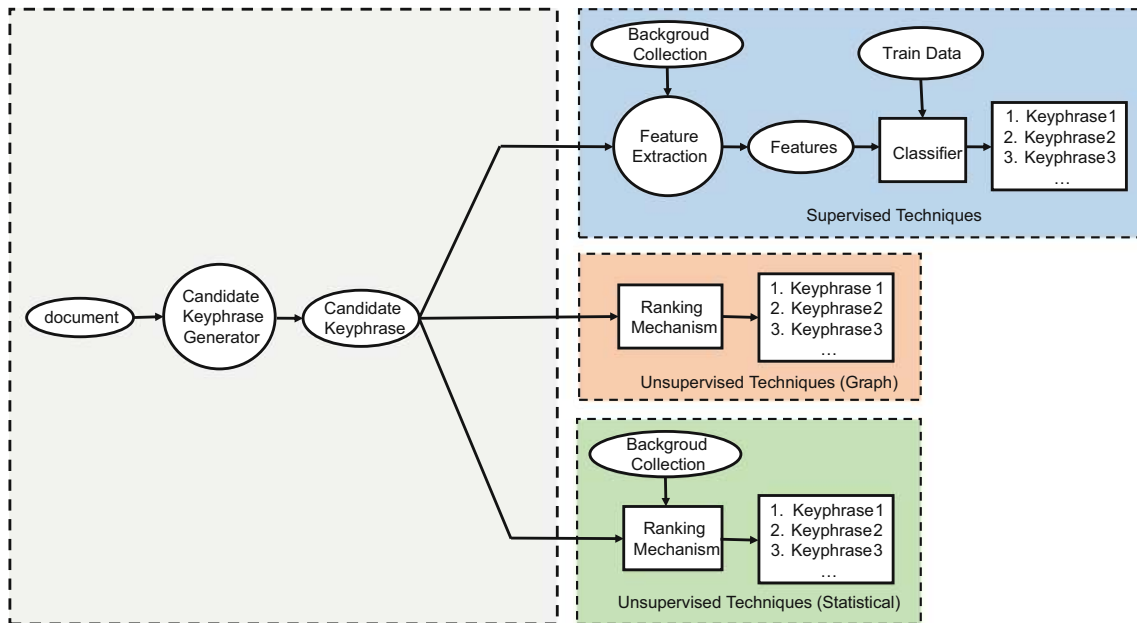 document
Candidate
Keyphrase
Generator
Candidate
Keyphrase
Backgroud
Collection
Train Data
Feature
Extraction
Features
Classifier
1. Keyphrase1
2. Keyphrase2
3. Keyphrase3
...
Supervised Techniques
Ranking
Mechanism
1. Keyphrase 1
2. Keyphrase2
3. Keyphrase3
...
Unsupervised Techniques (Graph)
Backgroud
Collection
Ranking
Mechanism
1. Keyphrase1
2. Keyphrase2
3. Keyphrase3
...
Unsupervised Techniques (Statistical)